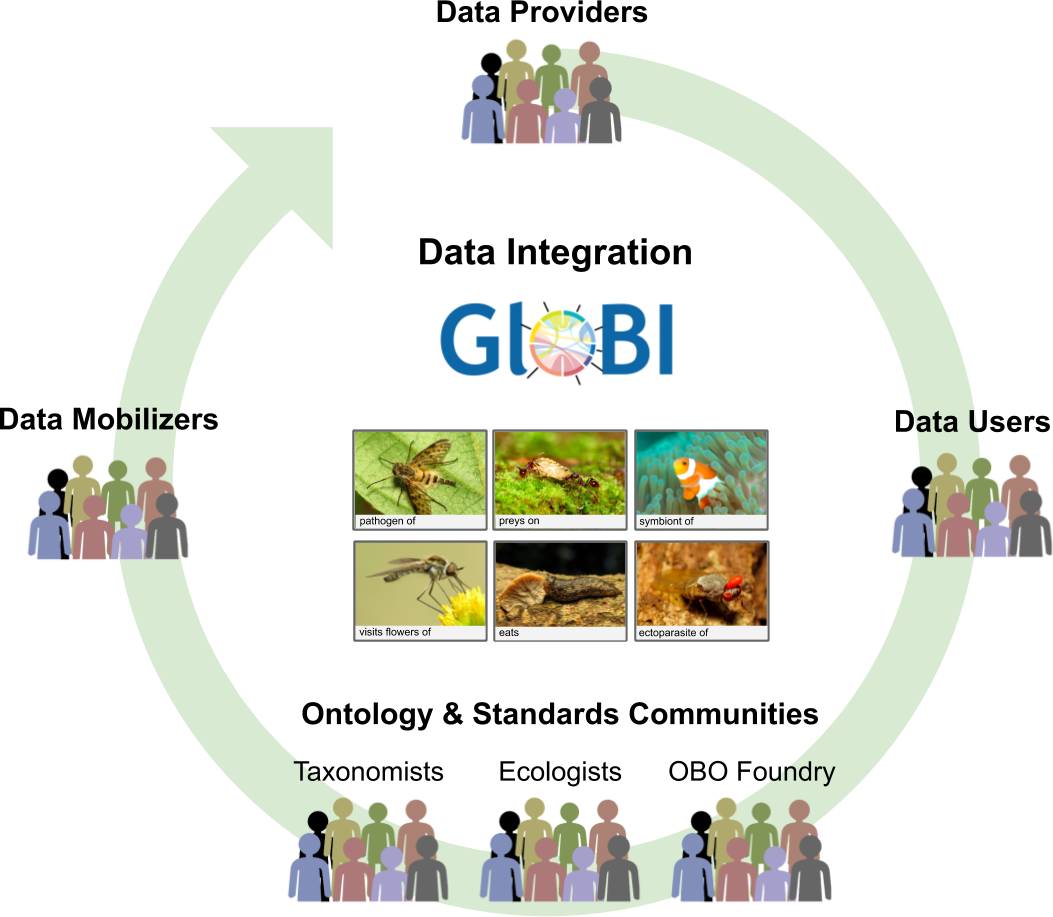 Data Providers
Data Integration
GloBI
Data Mobilizers
Data Users
pathogen of
preys on
symbiont of
visits flowers of
eats
ectoparasite of
Ontology & Standards Communities
Taxonomists
Ecologists
OBO Foundry